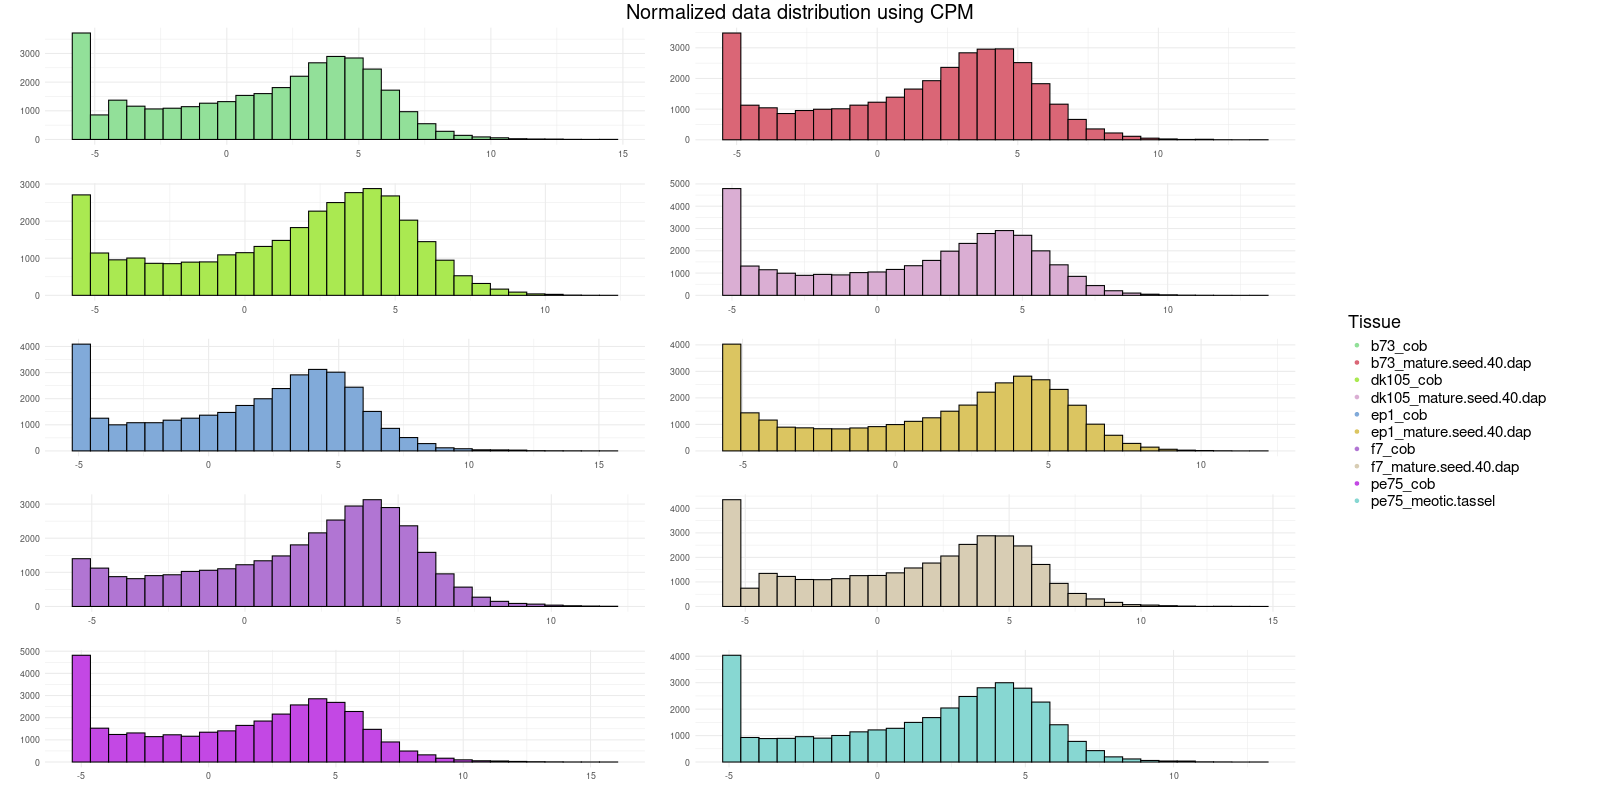 Normalized data distribution using CPM
3000
2000
1000
0
-5 0 5 10 15
3000
2000
1000
0
-5 0 5 10
3000
2000
1000
0
-5 0 5 10
5000
4000
3000
2000
1000
0
-5 0 5 10
4000
3000
2000
1000
0
-5 0 5 10 15
4000
3000
2000
1000
0
-5 0 5 10
3000
2000
1000
0
-5 0 5 10
4000
3000
2000
1000
0
-5 0 5 10 15
5000
4000
3000
2000
1000
0
-5 0 5 10 15
4000
3000
2000
1000
0
-5 0 5 10
Tissue
b73_cob
b73_mature.seed.40.dap
dk105_cob
dk105_mature.seed.40.dap
ep1_cob
ep1_mature.seed.40.dap
f7_cob
f7_mature.seed.40.dap
pe75_cob
pe75_meotic.tassel